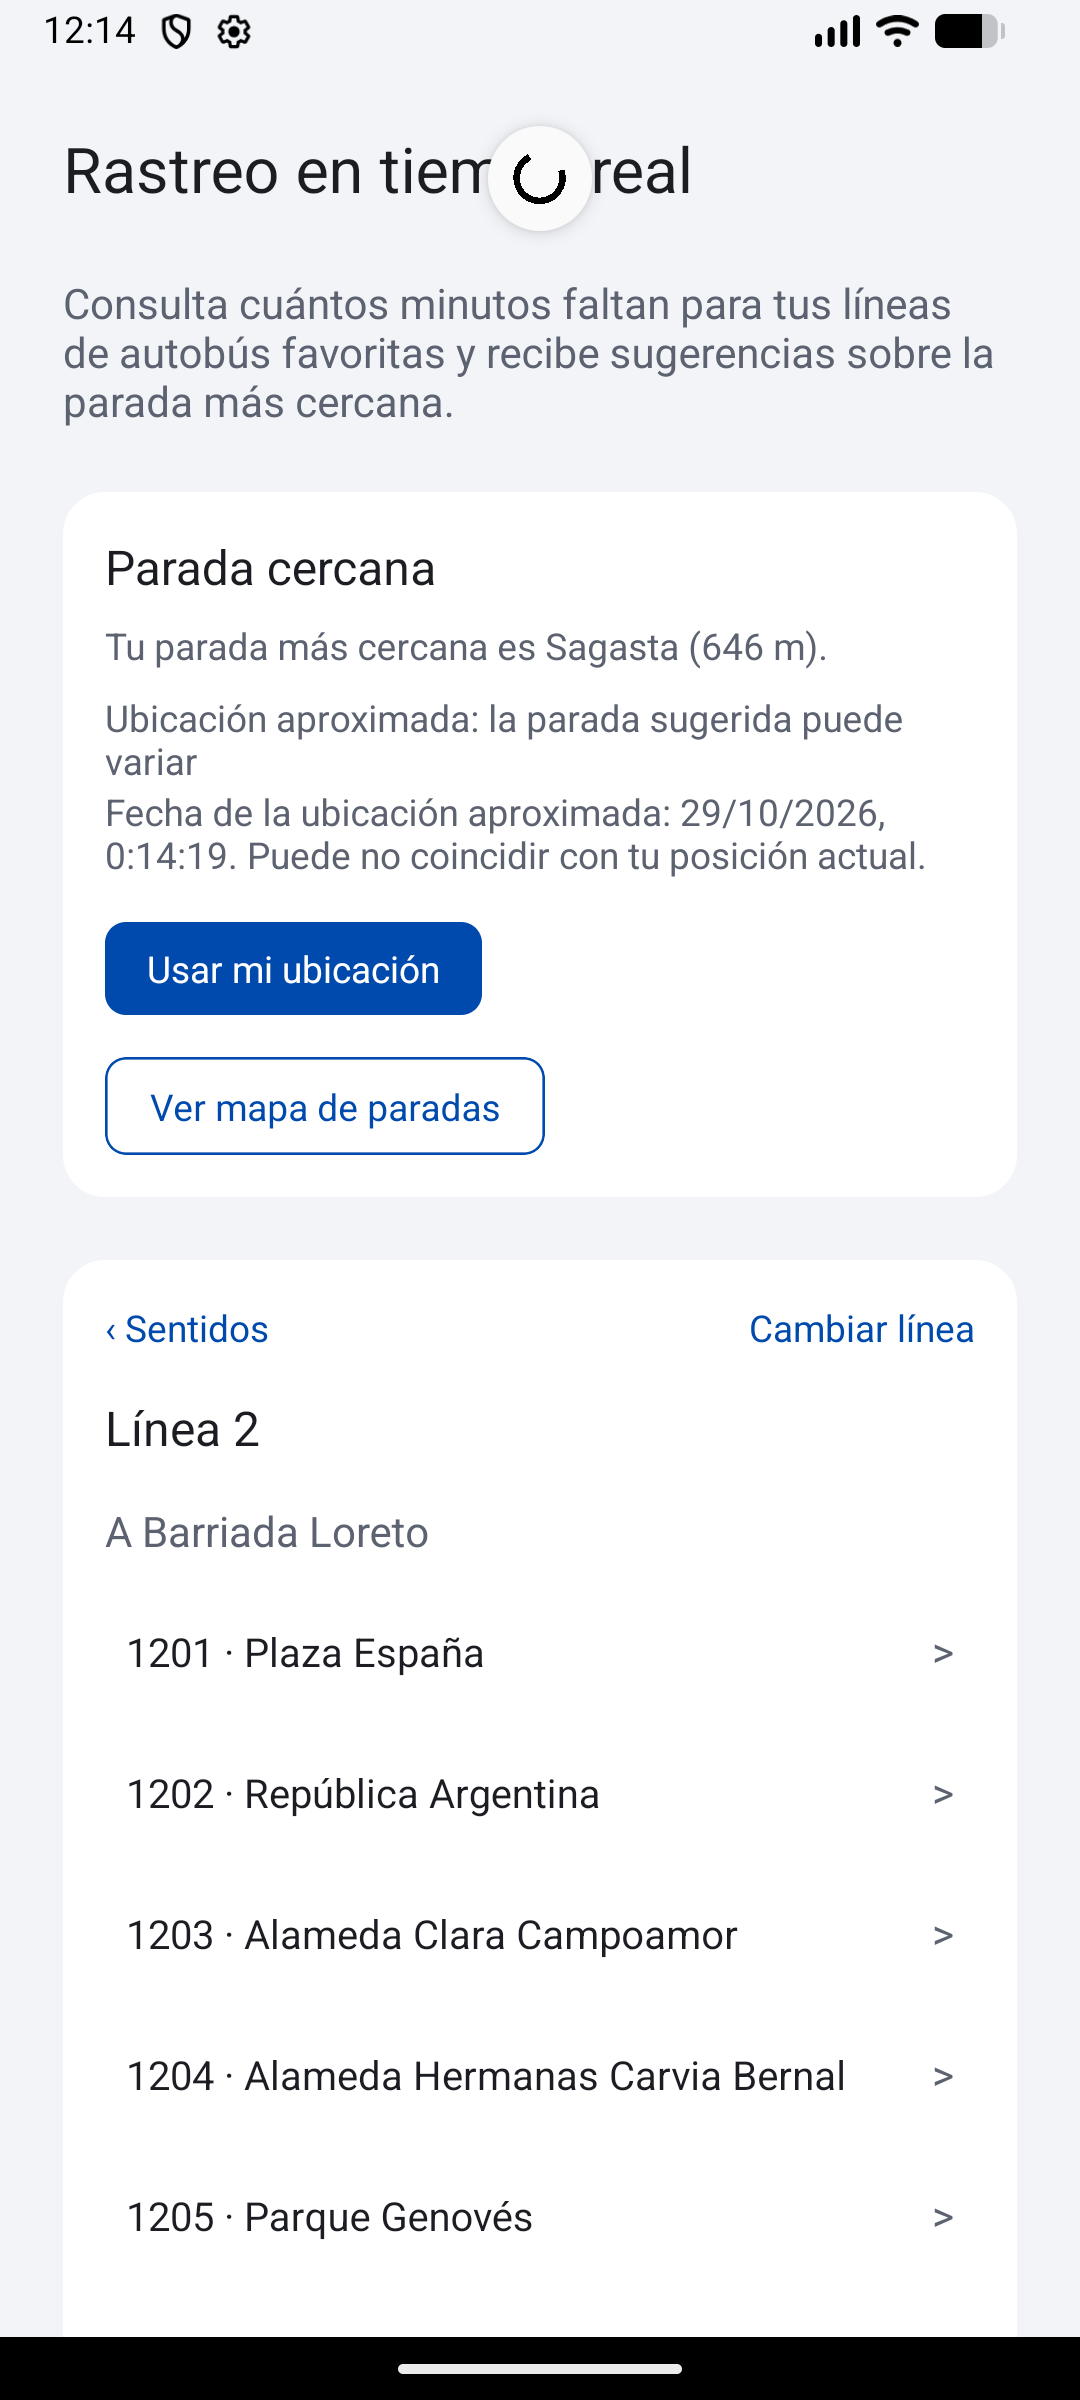 12:14
Rastreo en tiem real
Consulta cuántos minutos faltan para tus líneas
de autobús favoritas y recibe sugerencias sobre la
parada más cercana.
Parada cercana
Tu parada más cercana es Sagasta (646 m).
Ubicación aproximada: la parada sugerida puede
variar
Fecha de la ubicación aproximada: 29/10/2026,
0:14:19. Puede no coincidir con tu posición actual.
Usar mi ubicación
Ver mapa de paradas
‹ Sentidos Cambiar línea
Línea 2
A Barriada Loreto
1201 · Plaza España >
1202 · República Argentina >
1203 · Alameda Clara Campoamor >
1204 · Alameda Hermanas Carvia Bernal >
1205 · Parque Genovés >